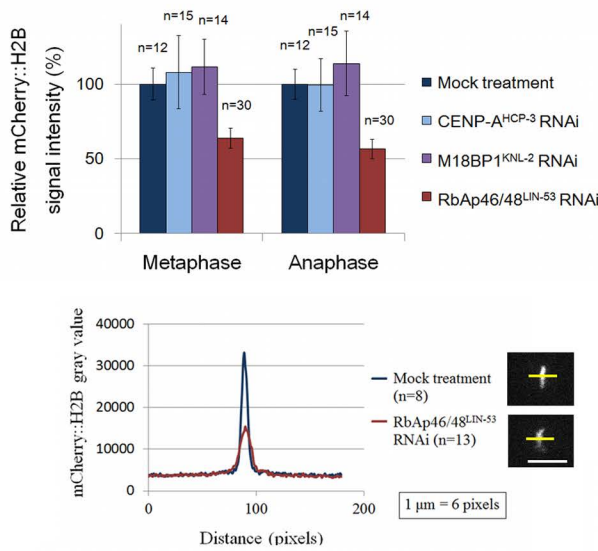 Relative mCherry::H2B
signal intensity (%)
100
50
0
n=12
n=15
n=14
n=30
n=12
n=15
n=14
n=30
Metaphase
Anaphase
Mock treatment
CENP-A^HCP-3 RNAi
M18BP1^KNL-2 RNAi
RbAp46/48^LIN-53 RNAi
mCherry::H2B gray value
40000
30000
20000
10000
0
0
100
200
Distance (pixels)
Mock treatment
(n=8)
RbAp46/48^LIN-53
RNAi (n=13)
1 μm = 6 pixels